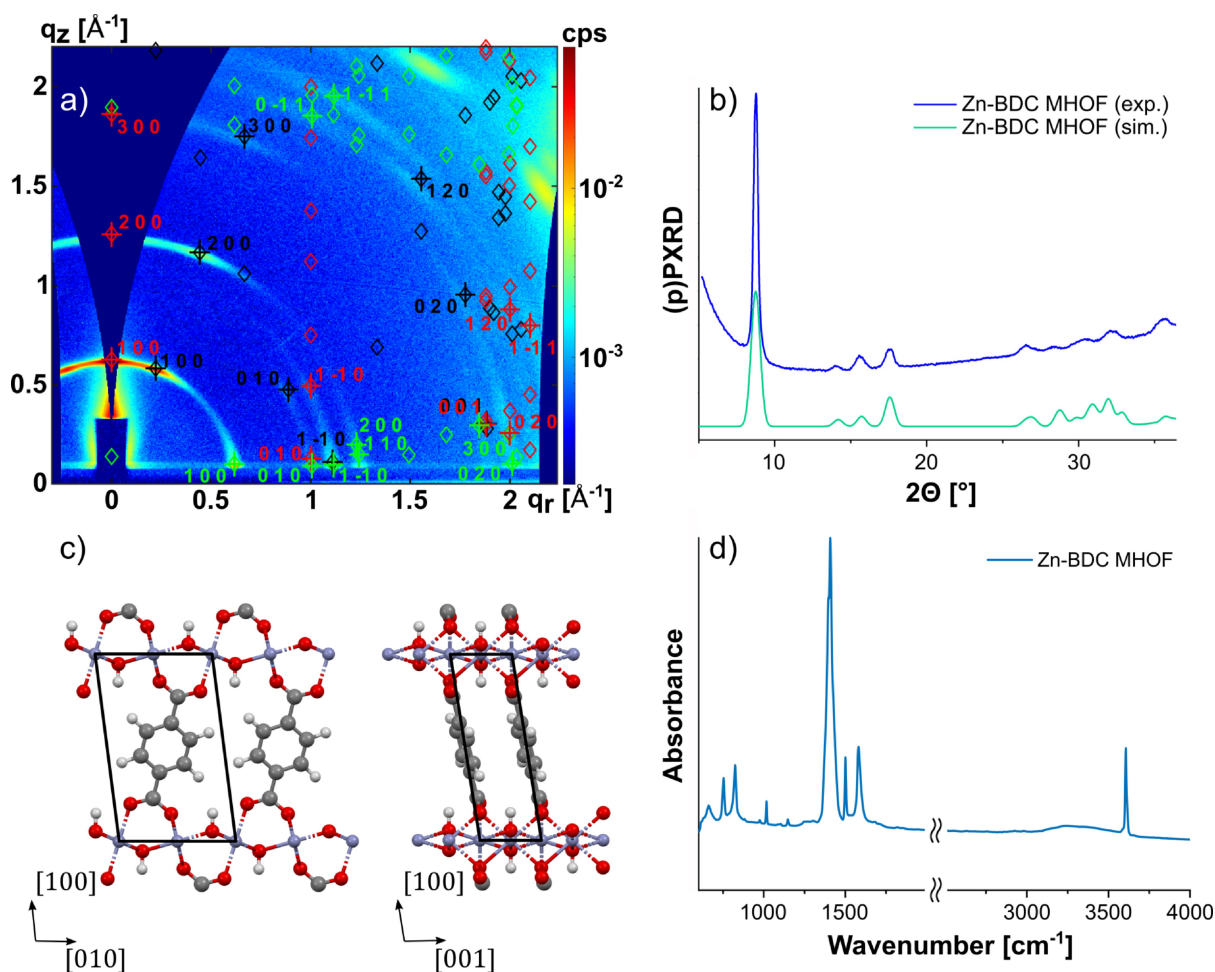 qz [Å-1]
cps
2
1.5
1
0.5
0
a)
3 0 0
2 0 0
1 0 0
1 0 0
2 0 0
3 0 0
0 -1 1
1 -1 1
1 2 0
0 2 0
1 2 0
1 -1 1
0 1 0
1 -1 0
0 0 1
0 2 0
2 0 0
1 1 0
0 1 0
1 -1 0
3 0 0
1 0 0
0 1 0
1 -1 0
0 2 0
0
0.5
1
1.5
2
qr [Å-1]
10-2
10-3
b)
Zn-BDC MHOF (exp.)
Zn-BDC MHOF (sim.)
(p)PXRD
10
20
30
2Θ [°]
c)
[100]
[010]
[100]
[001]
d)
Zn-BDC MHOF
Absorbance
1000
1500
3000
3500
4000
Wavenumber [cm-1]